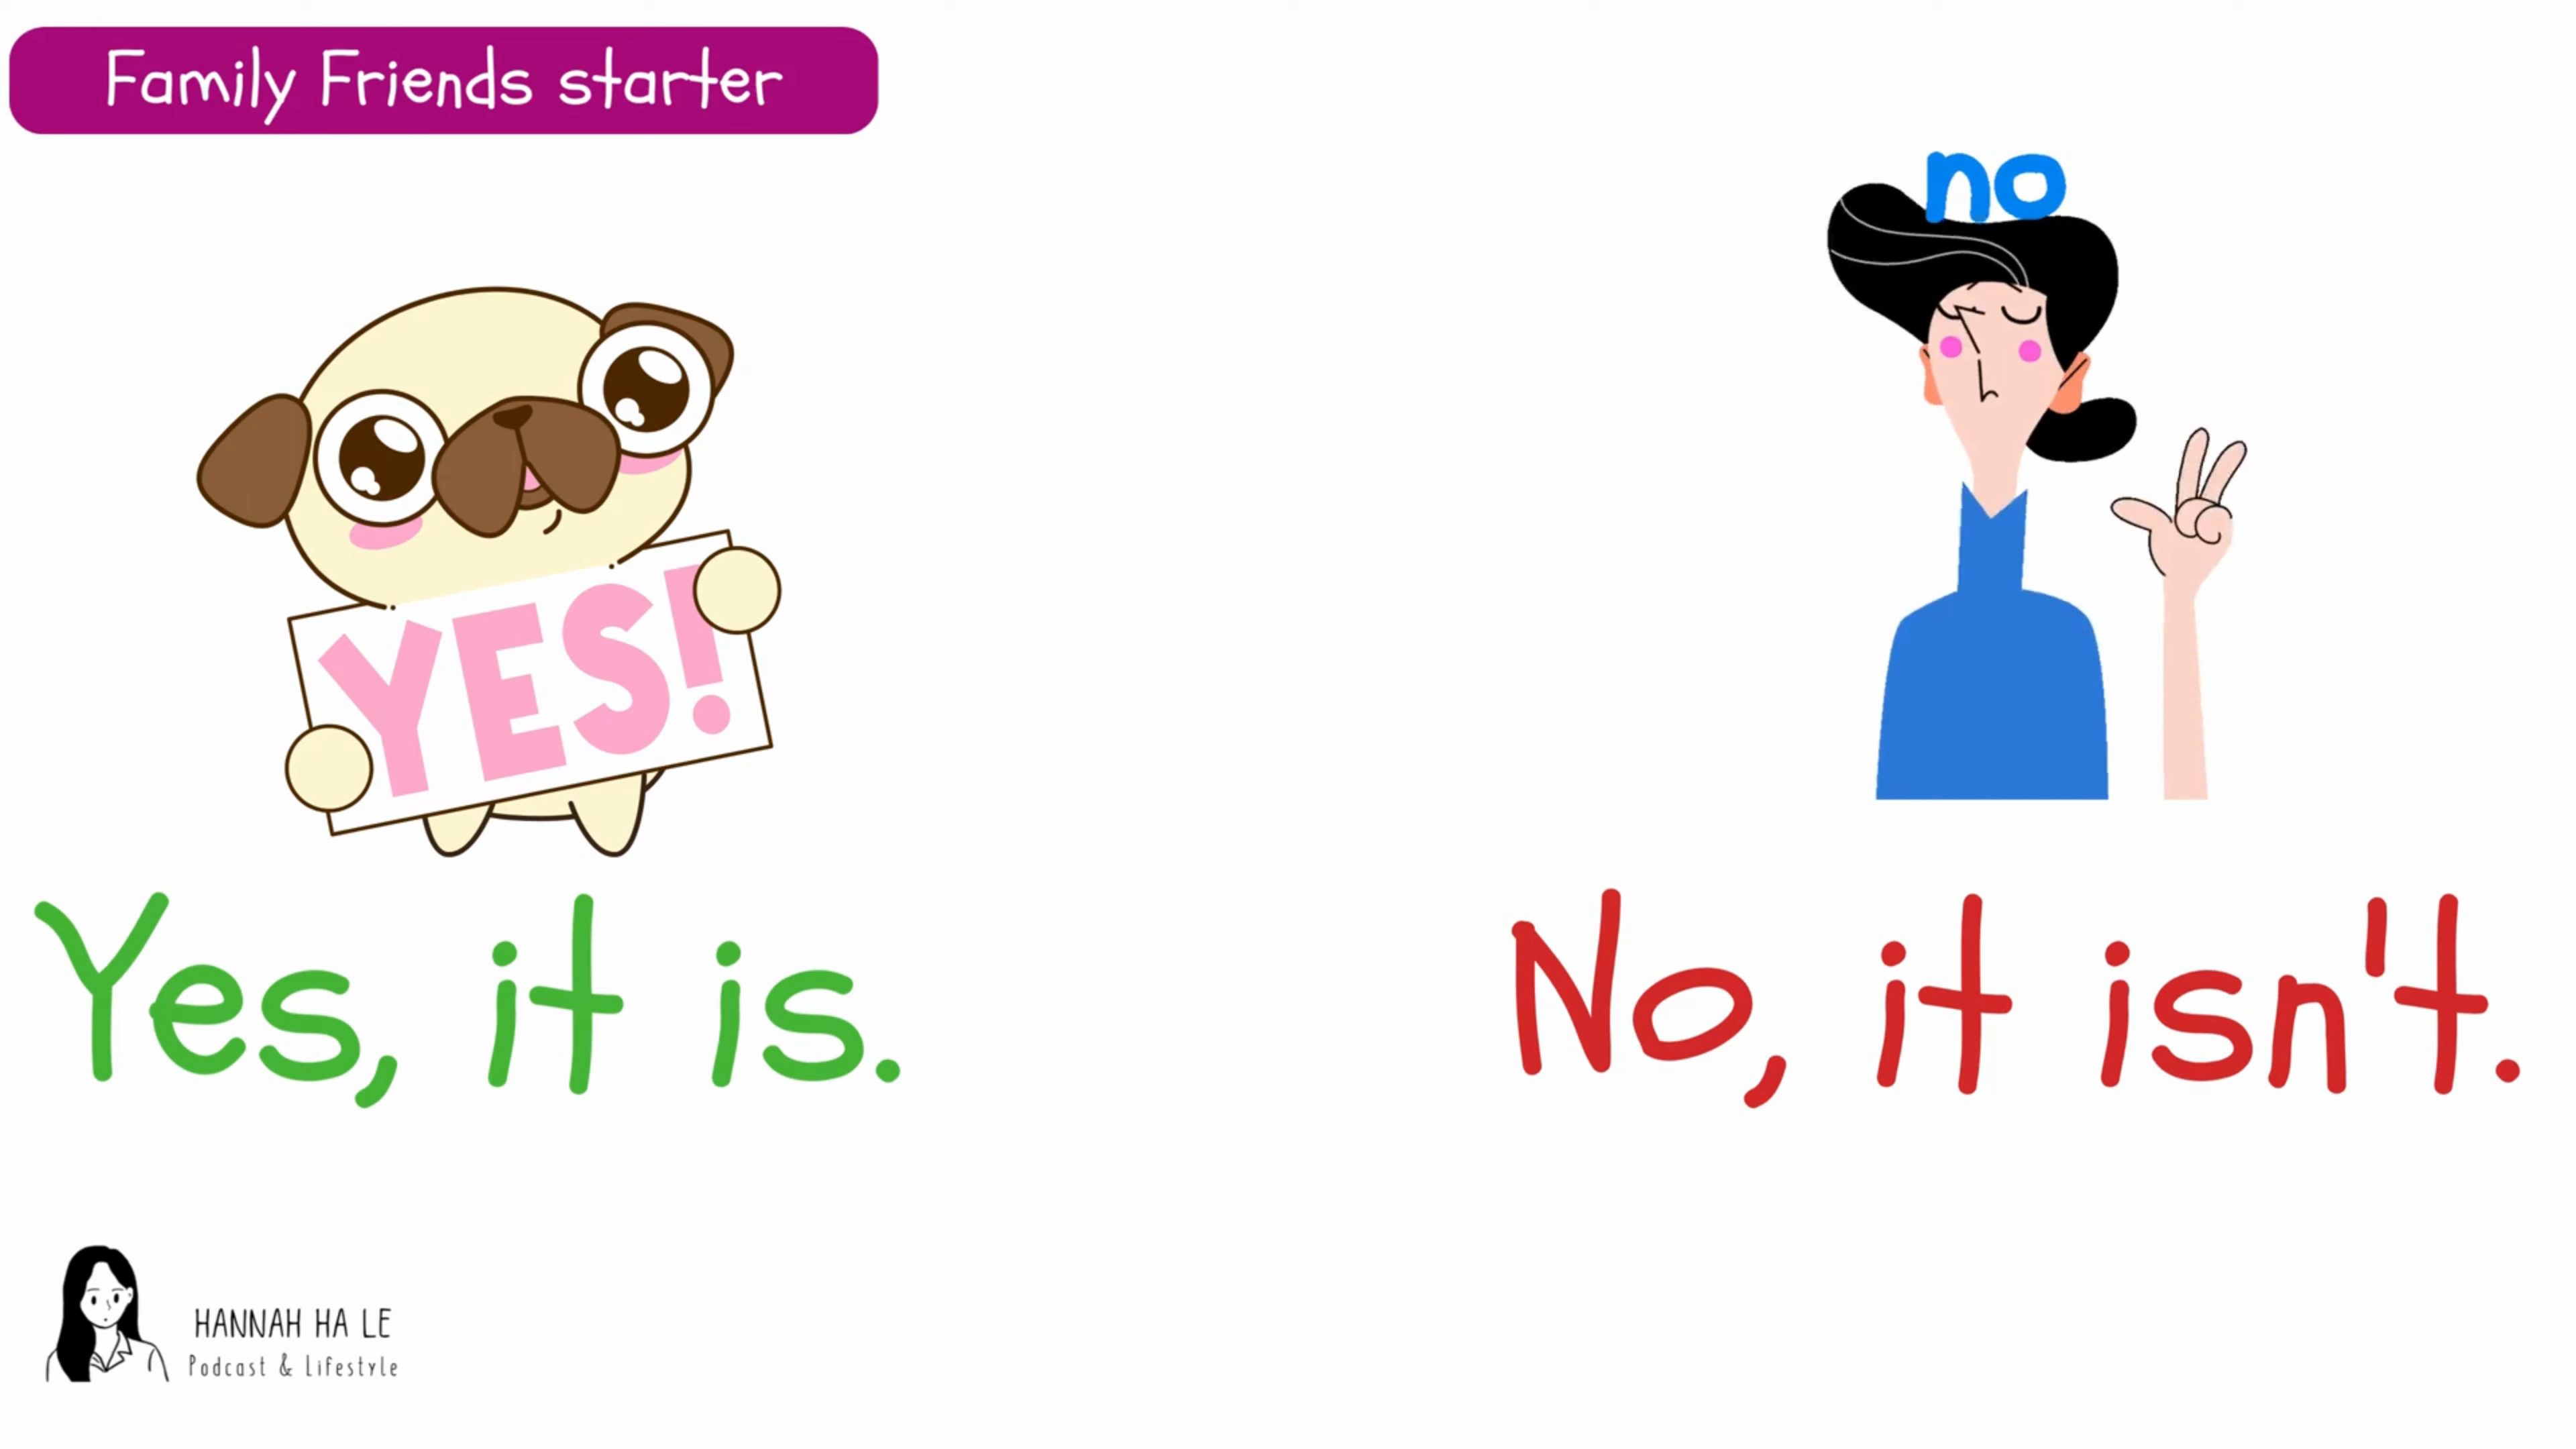 Family Friends starter
no
YES!
Yes, it is.
No, it isn't.
HANNAH HA LE
Podcast & Lifestyle